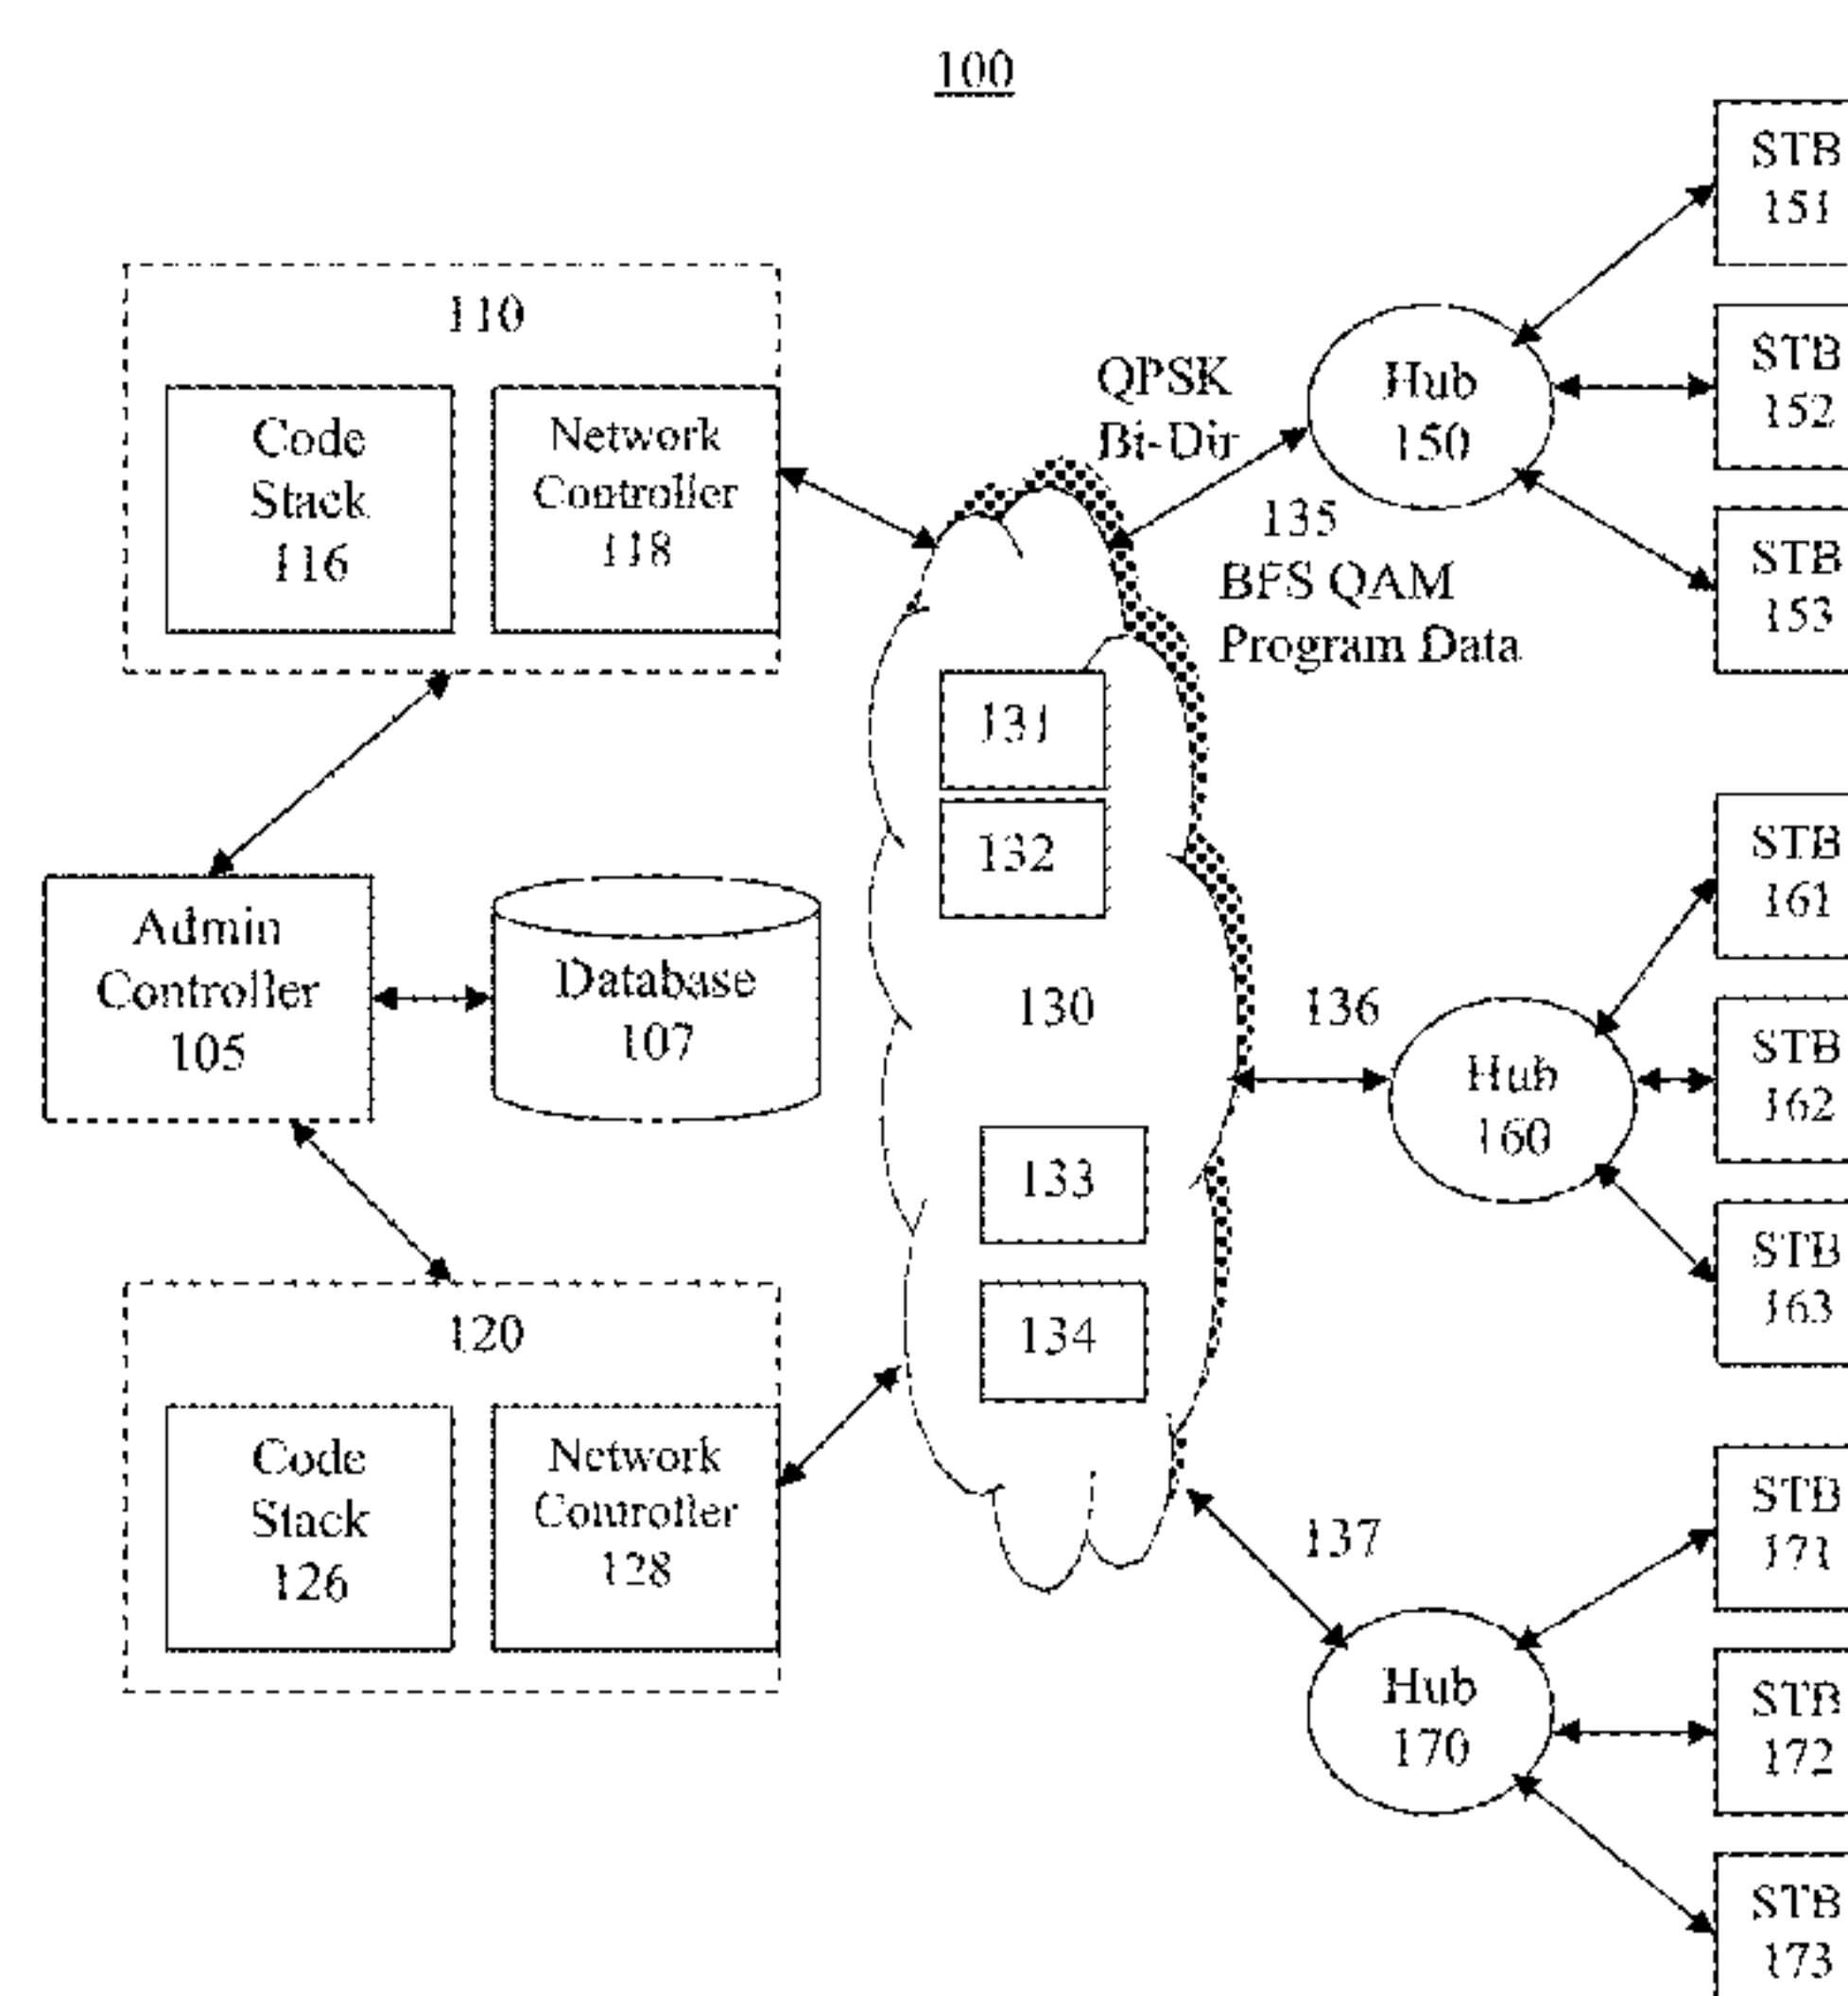 100
110
Code
Stack
116
Network
Controller
118
Admin
Controller
105
Database
107
120
Code
Stack
126
Network
Controller
128
130
131
132
133
134
QPSK
Bi-Dir
135
BFS QAM
Program Data
136
137
Hub
150
Hub
160
Hub
170
STB
151
STB
152
STB
153
STB
161
STB
162
STB
163
STB
171
STB
172
STB
173